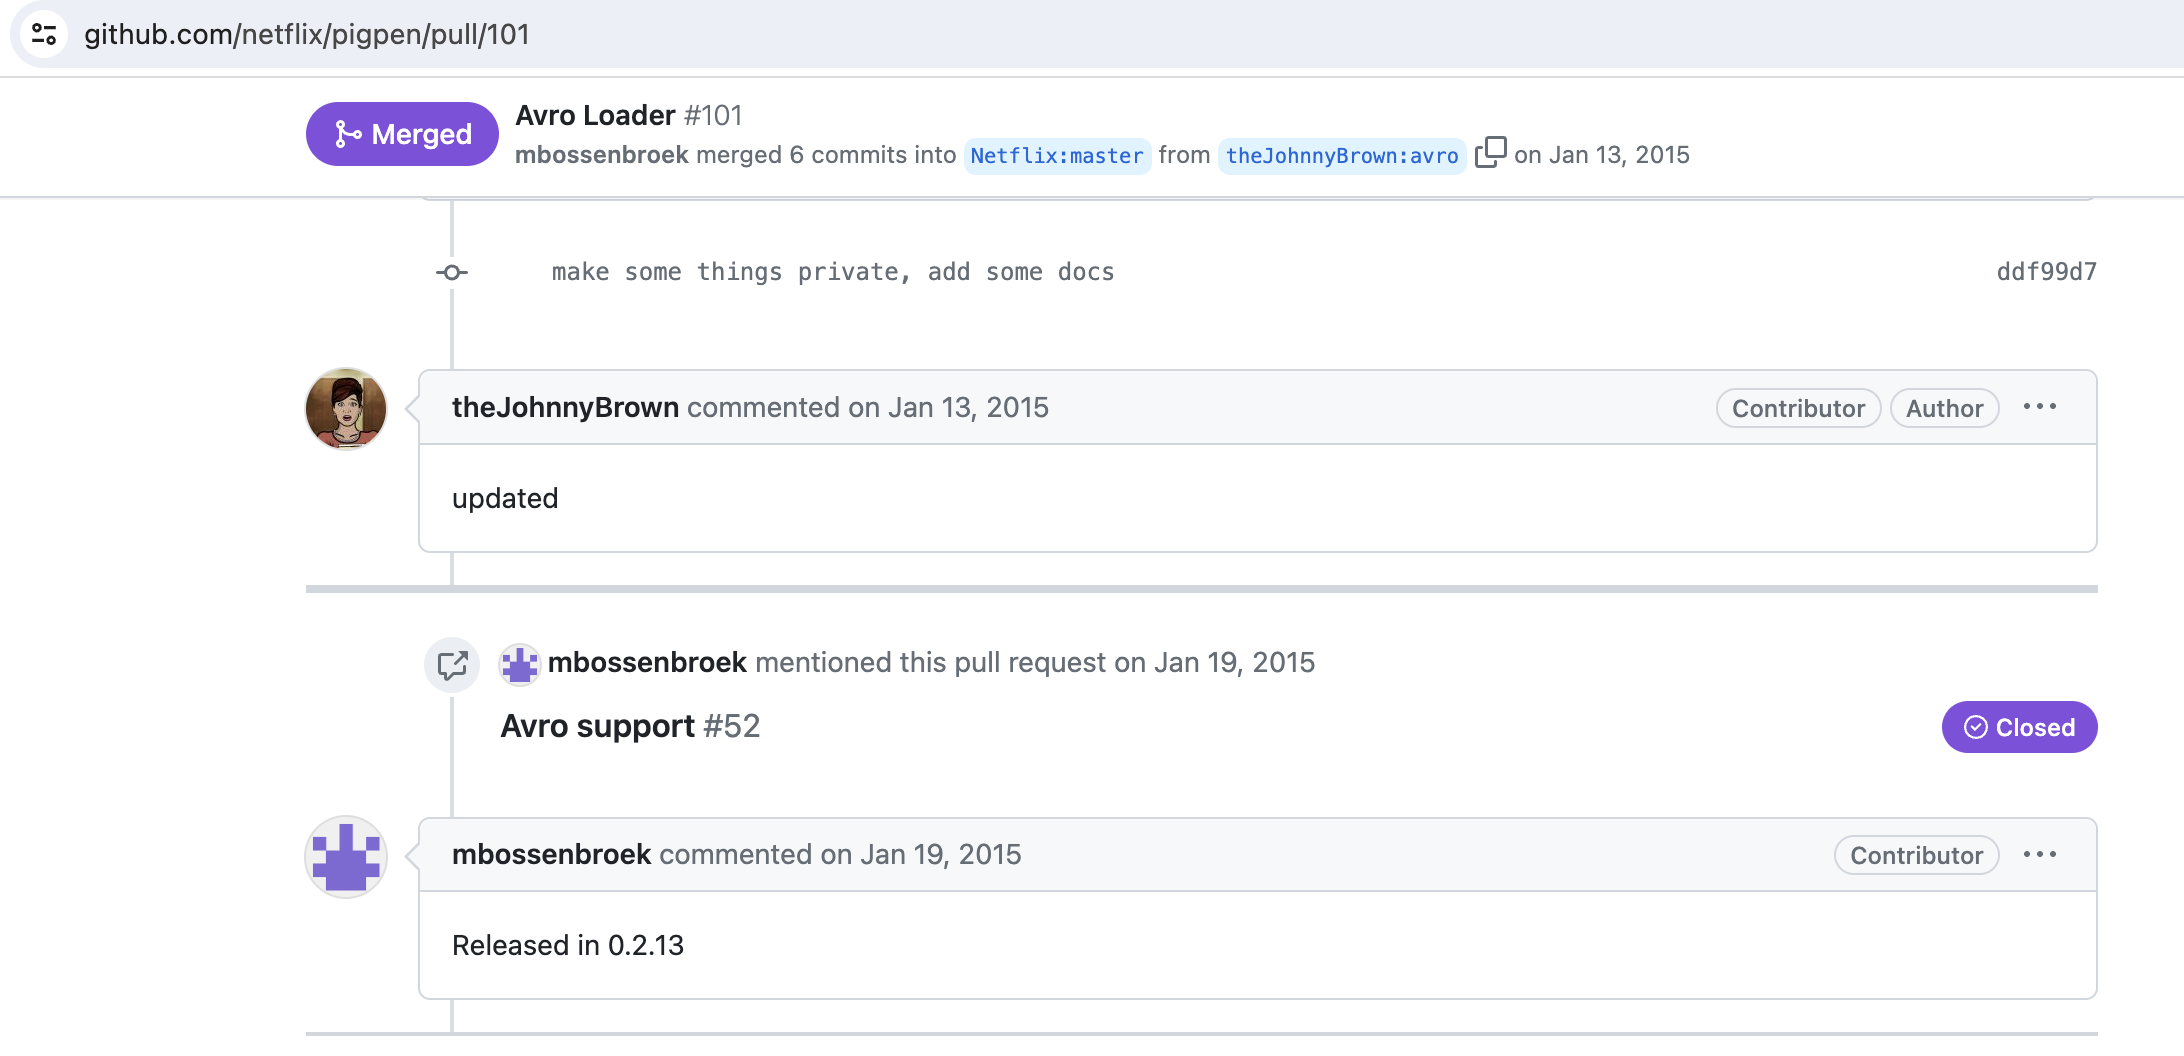 github.com/netflix/pigpen/pull/101
Merged
Avro Loader #101
mbossenbroek merged 6 commits into Netflix:master from theJohnnyBrown:avro on Jan 13, 2015
make some things private, add some docs ddf99d7
theJohnnyBrown commented on Jan 13, 2015 Contributor Author
updated
mbossenbroek mentioned this pull request on Jan 19, 2015
Avro support #52 Closed
mbossenbroek commented on Jan 19, 2015 Contributor
Released in 0.2.13